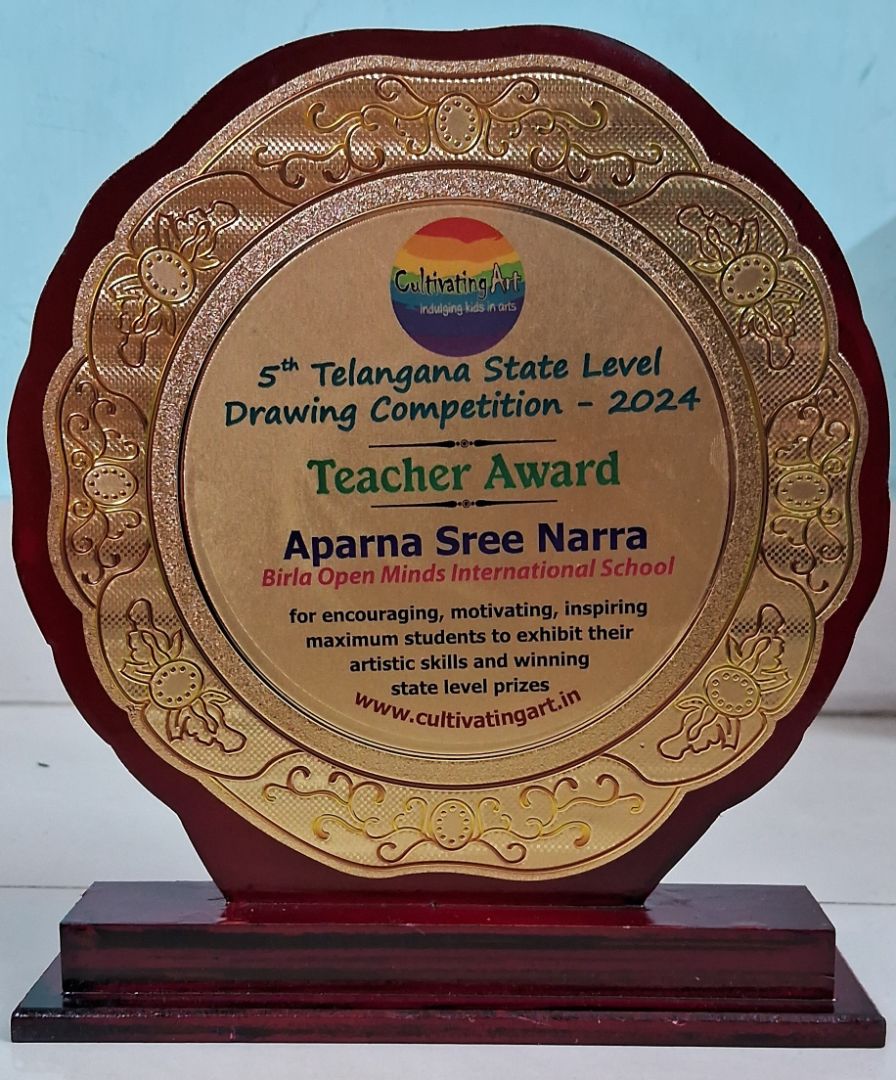 Cultivating Art
indulging kids in arts
5th Telangana State Level
Drawing Competition - 2024
Teacher Award
Aparna Sree Narra
Birla Open Minds International School
for encouraging, motivating, inspiring
maximum students to exhibit their
artistic skills and winning
state level prizes
www.cultivatingart.in